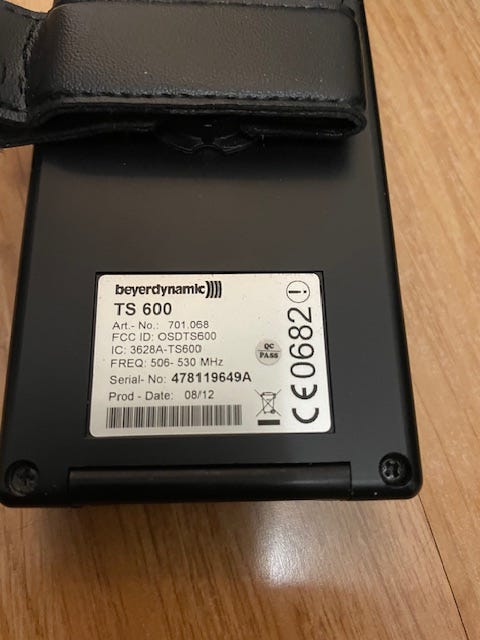 beyerdynamic))))
TS 600
Art.- No.: 701.068
FCC ID: OSDTS600
IC: 3628A-TS600
FREQ: 506- 530 MHz
Serial- No: 478119649A
Prod - Date: 08/12
QC
PASS
CE0682